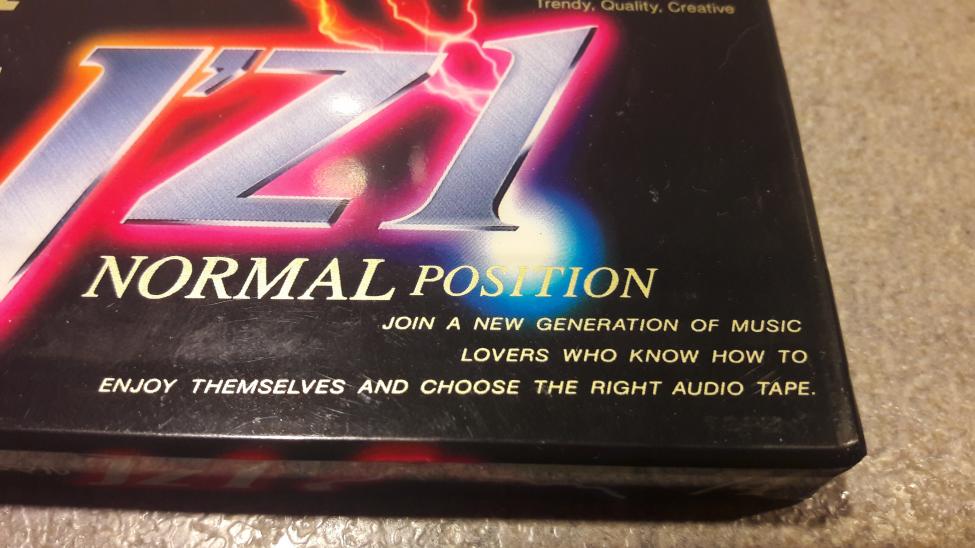 Trendy, Quality, Creative
J'Z1
NORMAL POSITION
JOIN A NEW GENERATION OF MUSIC
LOVERS WHO KNOW HOW TO
ENJOY THEMSELVES AND CHOOSE THE RIGHT AUDIO TAPE.